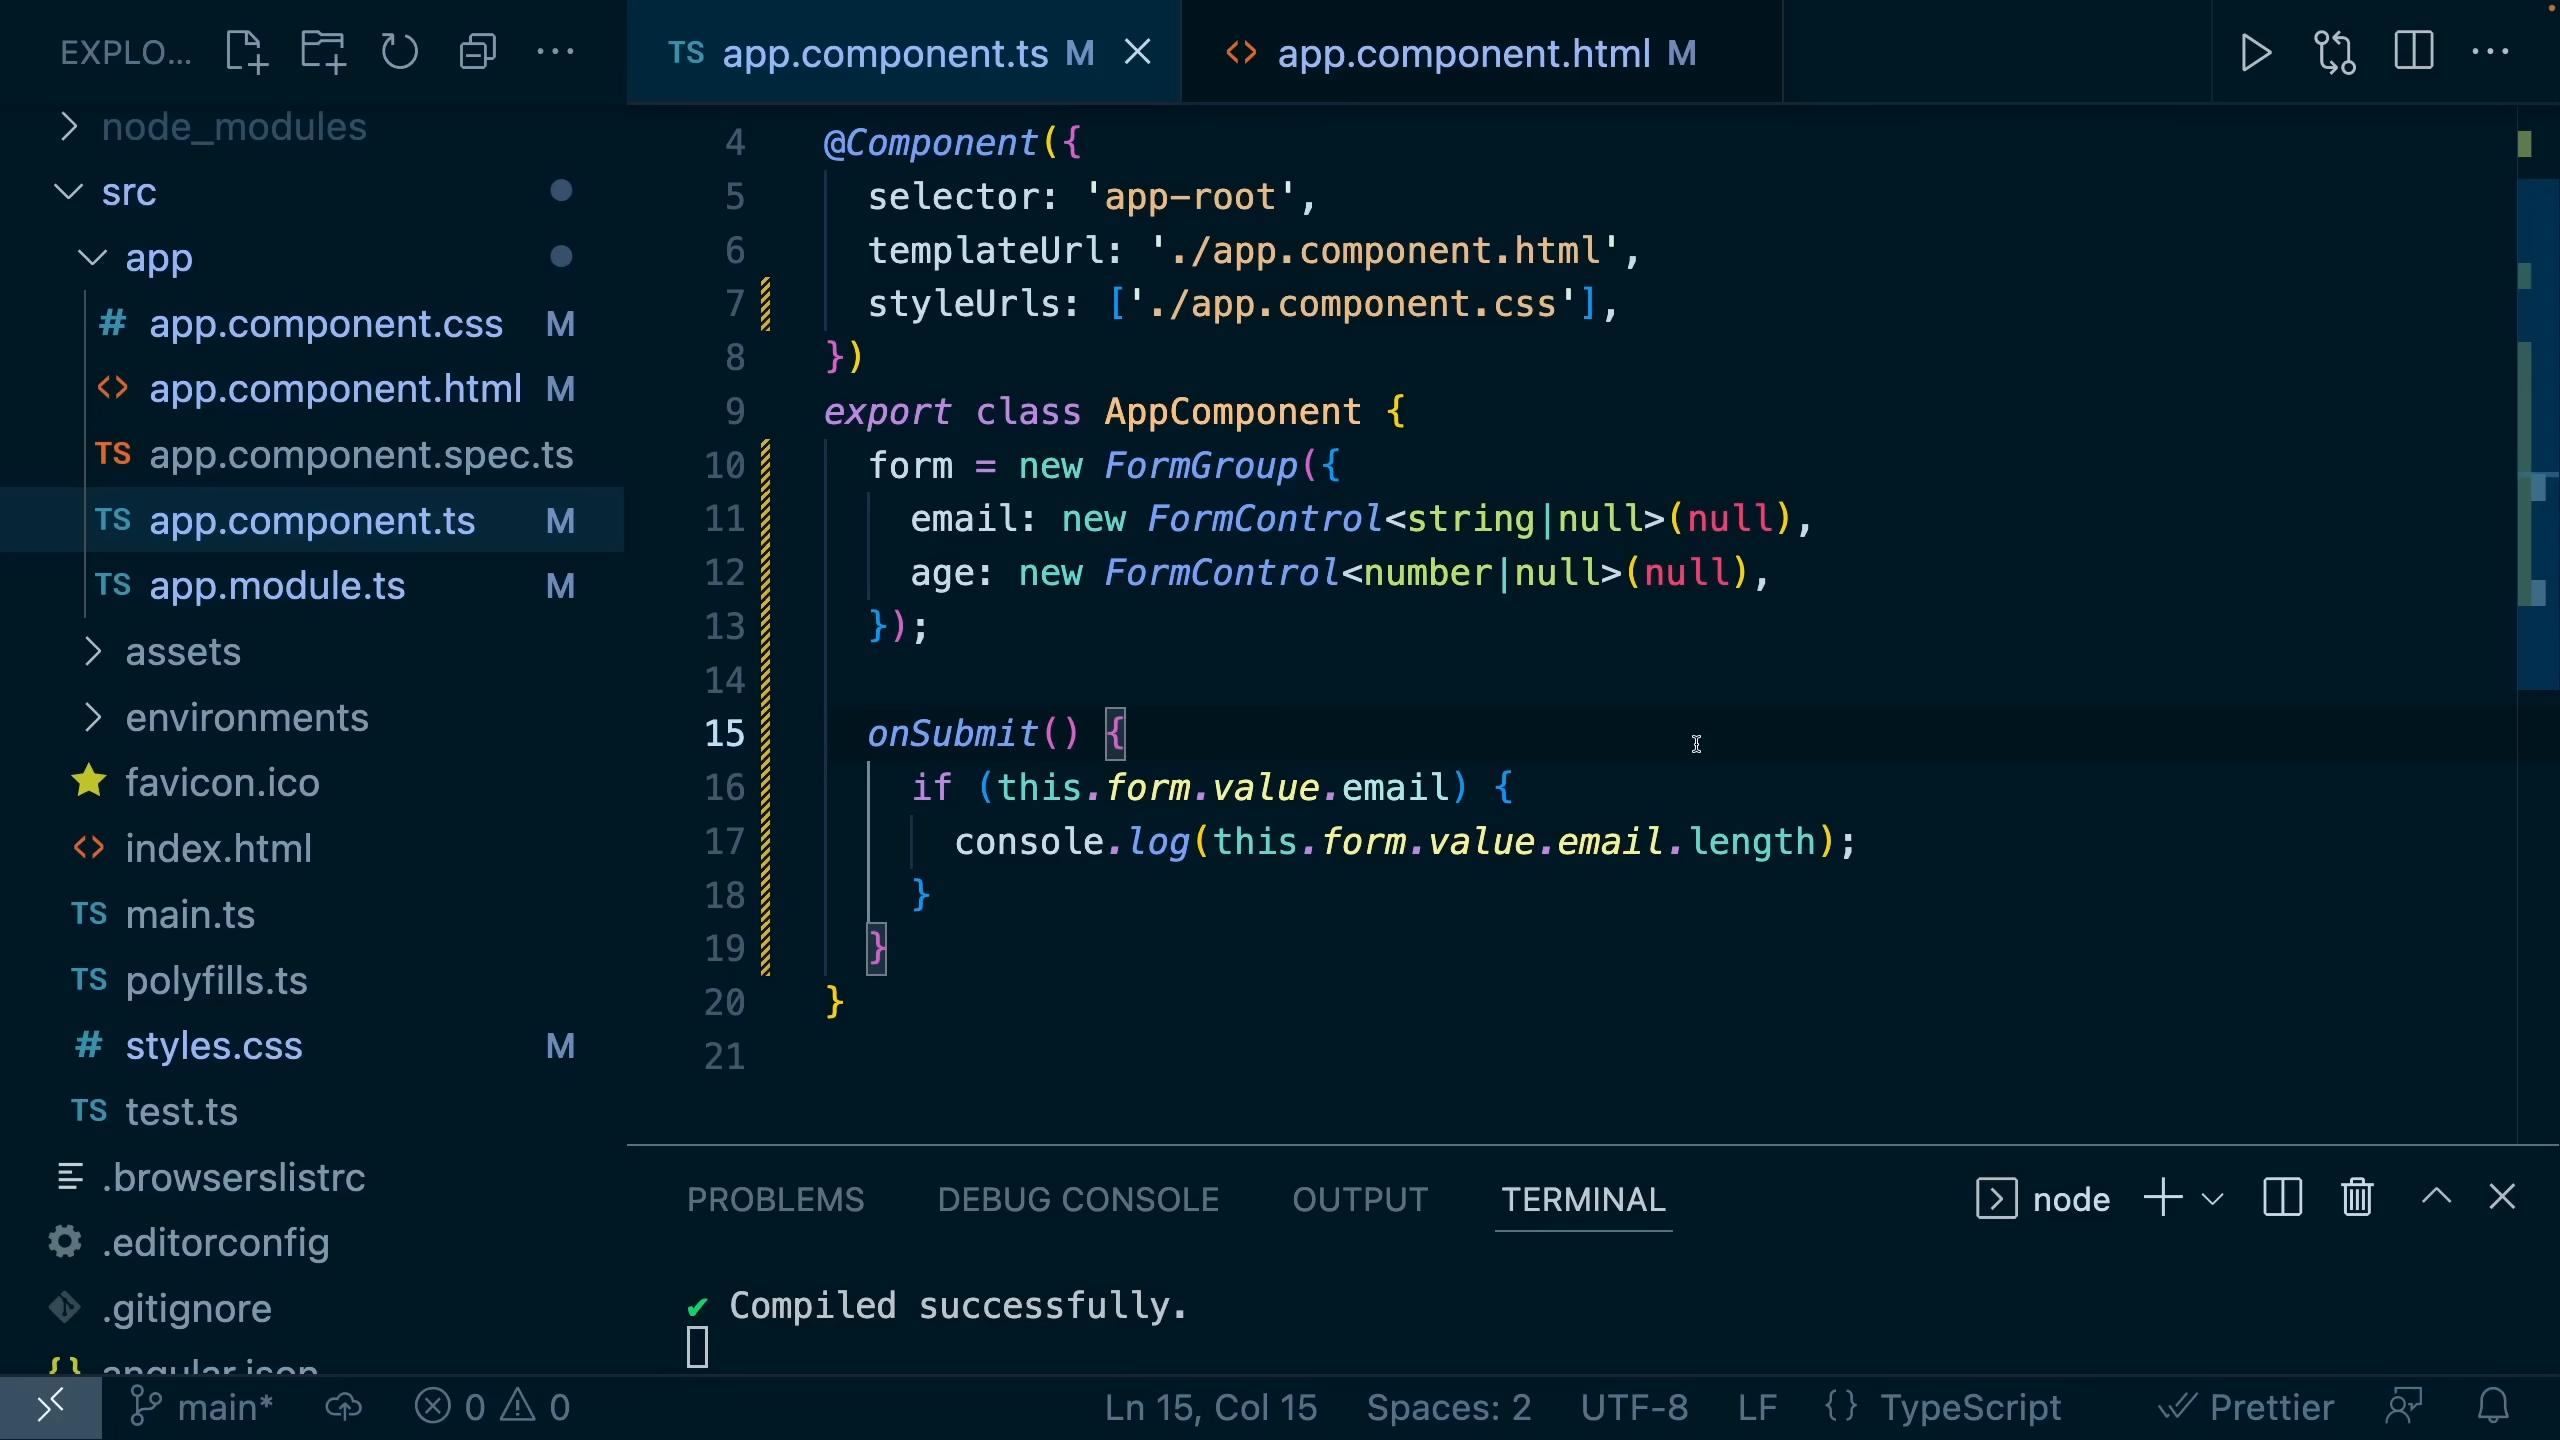 EXPLO...
node_modules
src
app
# app.component.css M
<> app.component.html M
TS app.component.spec.ts
TS app.component.ts M
TS app.module.ts M
assets
environments
favicon.ico
<> index.html
TS main.ts
TS polyfills.ts
# styles.css M
TS test.ts
.browserslistrc
.editorconfig
.gitignore
{} angular.json
TS app.component.ts M
<> app.component.html M
4 @Component({
5 selector: 'app-root',
6 templateUrl: './app.component.html',
7 styleUrls: ['./app.component.css'],
8 })
9 export class AppComponent {
10 form = new FormGroup({
11 email: new FormControl<string|null>(null),
12 age: new FormControl<number|null>(null),
13 });
14
15 onSubmit() {
16 if (this.form.value.email) {
17 console.log(this.form.value.email.length);
18 }
19 }
20 }
21
PROBLEMS DEBUG CONSOLE OUTPUT TERMINAL
node
✔ Compiled successfully.
main* 0 0 Ln 15, Col 15 Spaces: 2 UTF-8 LF {} TypeScript Prettier